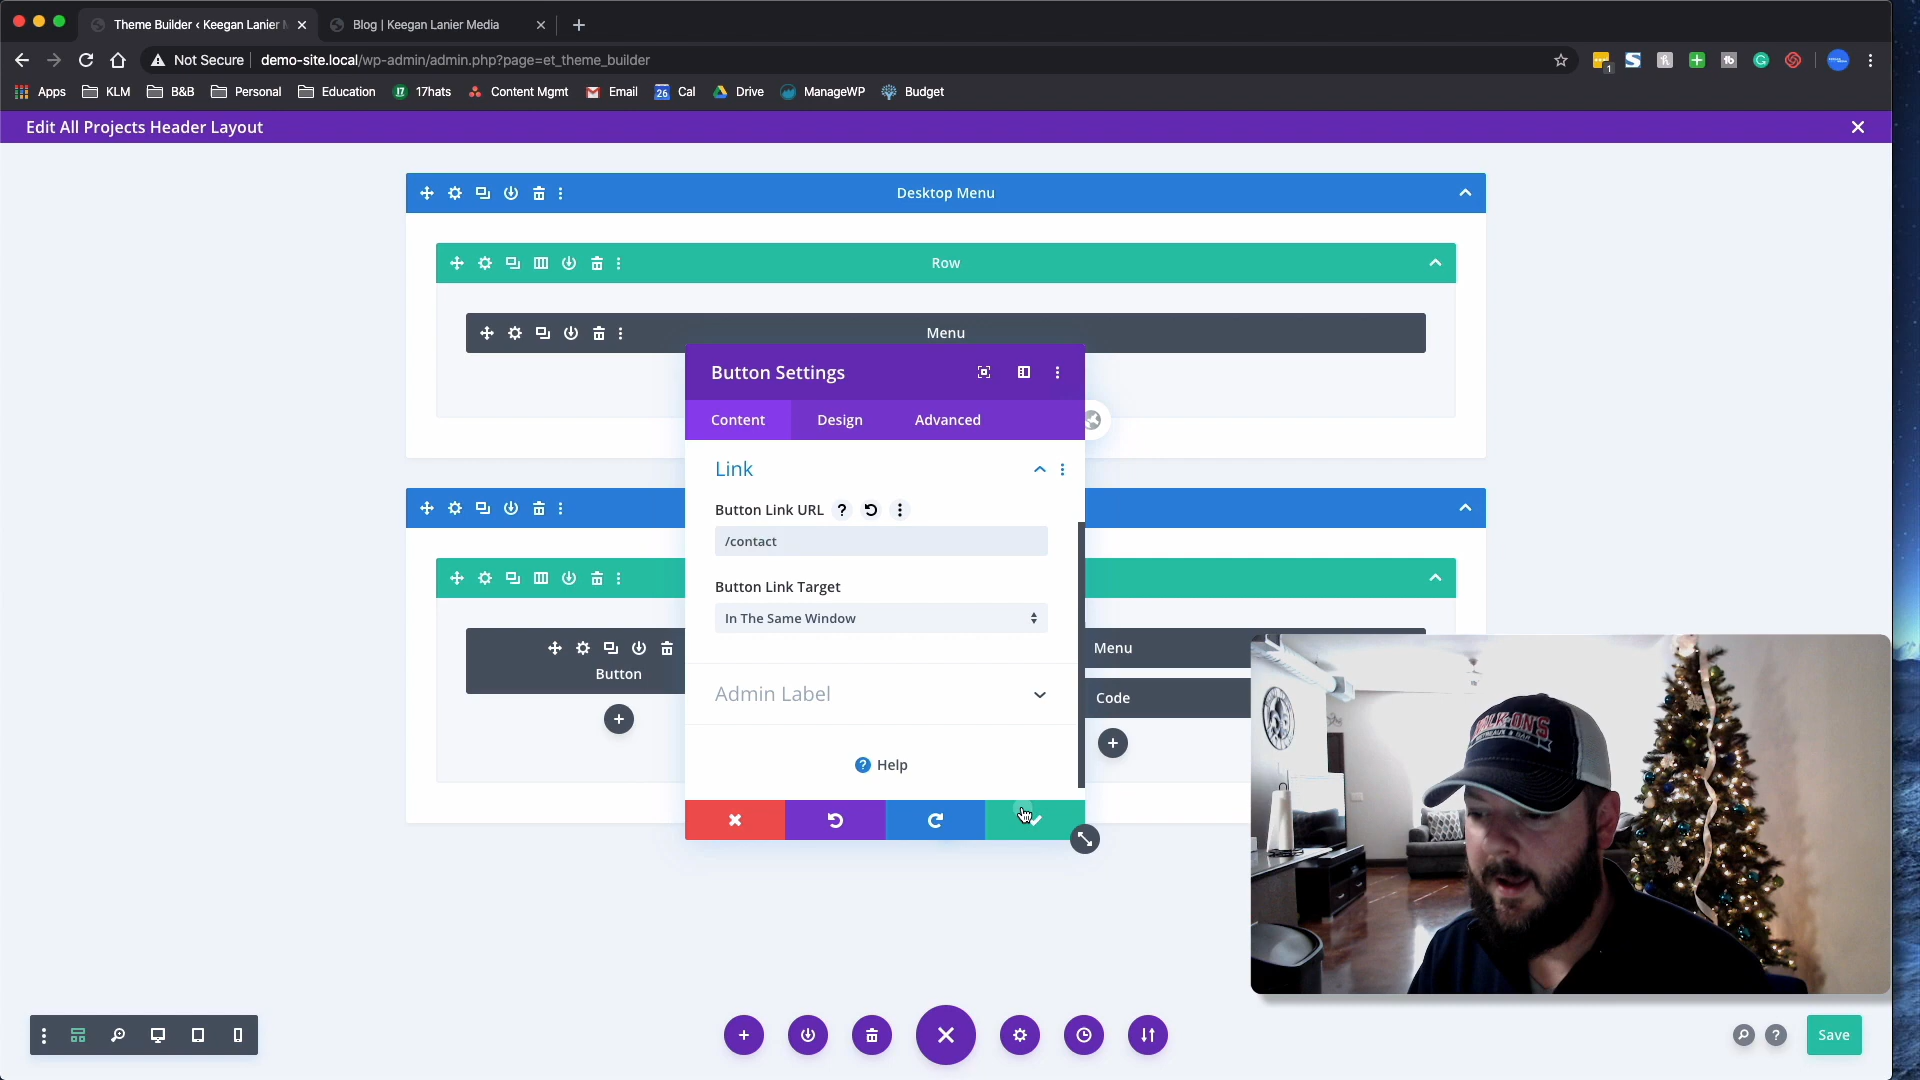 Theme Builder ‹ Keegan Lanier M
Blog | Keegan Lanier Media
Not Secure
demo-site.local/wp-admin/admin.php?page=et_theme_builder
1
Apps
KLM
B&B
Personal
Education
17
17hats
Content Mgmt
Email
26
Cal
Drive
ManageWP
Budget
Edit All Projects Header Layout
Desktop Menu
Row
Menu
Button Settings
Content
Design
Advanced
Link
Button Link URL ?
/contact
Button Link Target
In The Same Window
Button
Menu
Code
Admin Label
? Help
?
Save